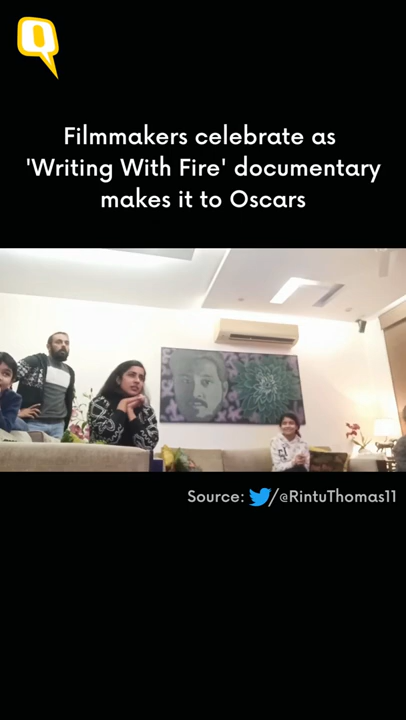 Filmmakers celebrate as
'Writing With Fire' documentary
makes it to Oscars
Source: /@RintuThomas11